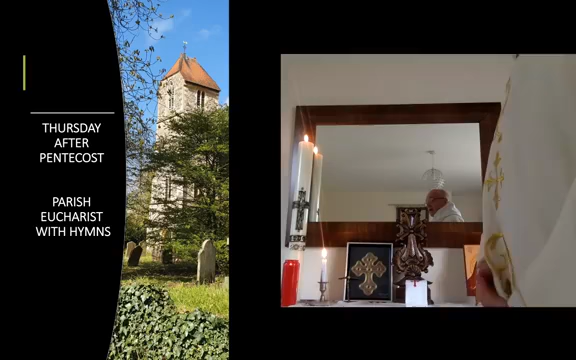 THURSDAY
AFTER
PENTECOST
PARISH
EUCHARIST
WITH HYMNS